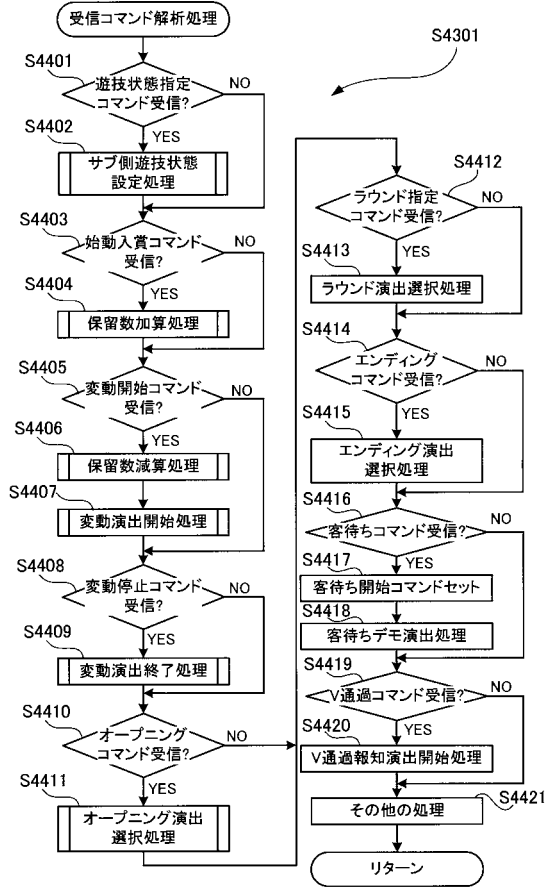 受信コマンド解析処理
S4301
S4401
遊技状態指定
コマンド受信?
NO
YES
S4402
サブ側遊技状態
設定処理
S4403
始動入賞コマンド
受信?
NO
YES
S4404
保留数加算処理
S4405
変動開始コマンド
受信?
NO
YES
S4406
保留数減算処理
S4407
変動演出開始処理
S4408
変動停止コマンド
受信?
NO
YES
S4409
変動演出終了処理
S4410
オープニング
コマンド受信?
NO
YES
S4411
オープニング演出
選択処理
S4412
ラウンド指定
コマンド受信?
NO
YES
S4413
ラウンド演出選択処理
S4414
エンディング
コマンド受信?
NO
YES
S4415
エンディング演出
選択処理
S4416
客待ちコマンド受信?
NO
YES
S4417
客待ち開始コマンドセット
S4418
客待ちデモ演出処理
S4419
V通過コマンド受信?
NO
YES
S4420
V通過報知演出開始処理
S4421
その他の処理
リターン